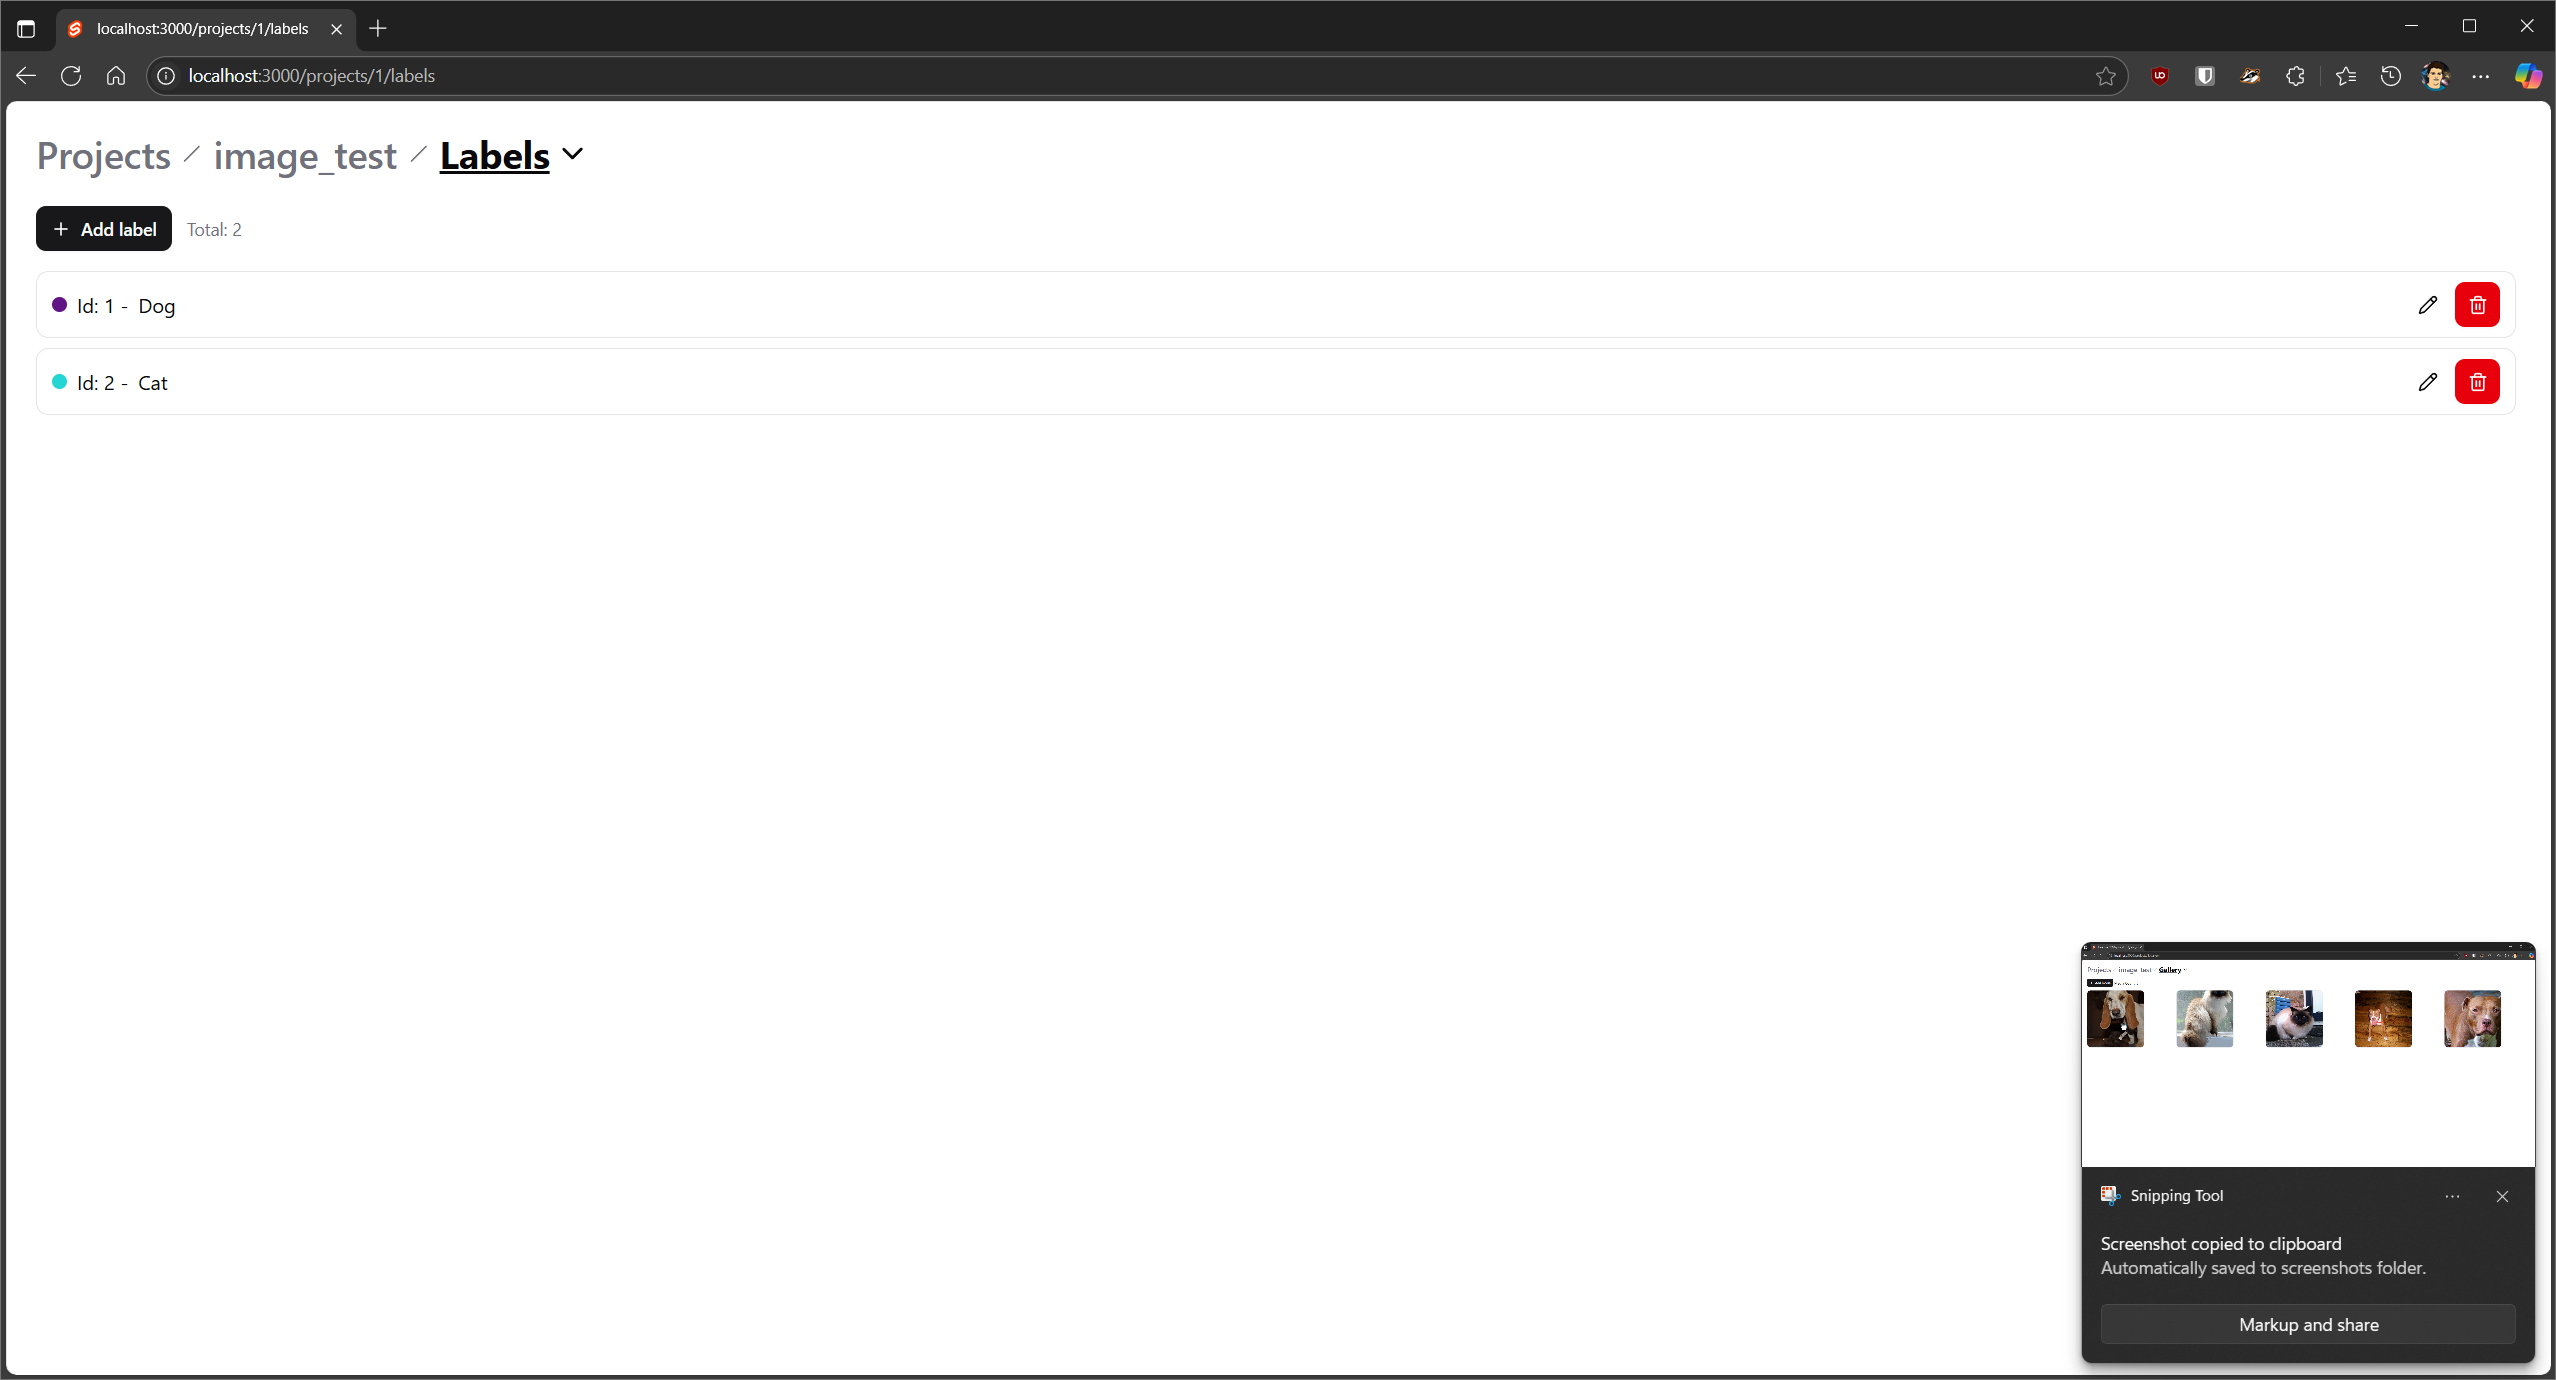 localhost:3000/projects/1/labels
localhost:3000/projects/1/labels
Projects / image_test / Labels
+ Add label Total: 2
Id: 1 - Dog
Id: 2 - Cat
Projects / image_test / Gallery
Snipping Tool
Screenshot copied to clipboard
Automatically saved to screenshots folder.
Markup and share